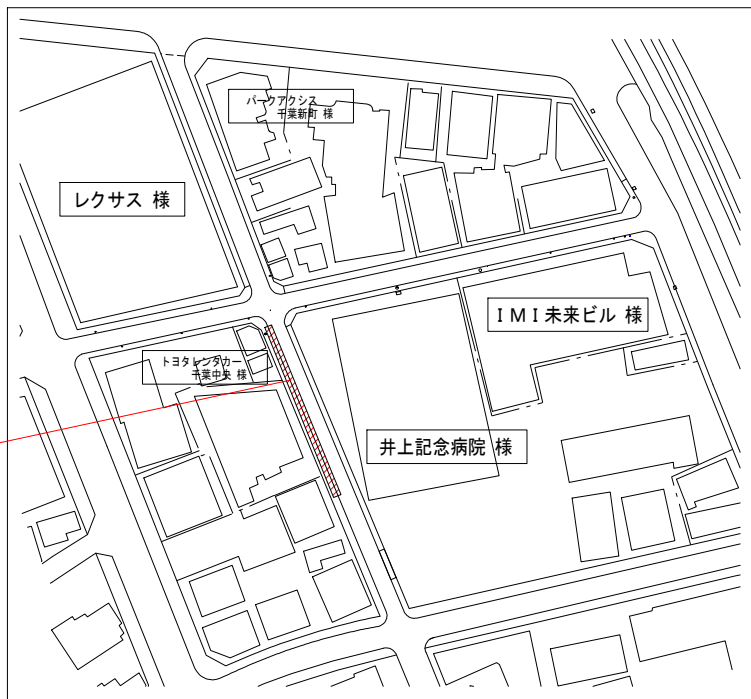 パークアクシス
千葉新町 様
レクサス 様
ＩＭＩ未来ビル 様
トヨタレンタカー
千葉中央 様
井上記念病院 様